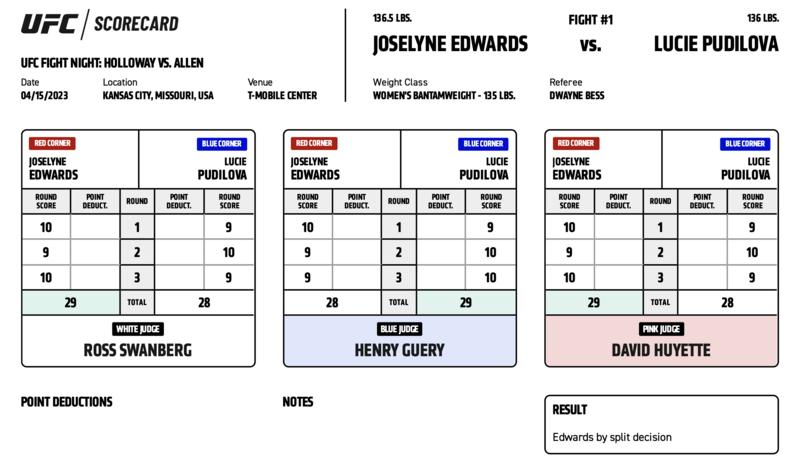 UFC / SCORECARD
UFC FIGHT NIGHT: HOLLOWAY VS. ALLEN
Date Location Venue
04/15/2023 KANSAS CITY, MISSOURI, USA T-MOBILE CENTER
136.5 LBS. FIGHT #1 136 LBS.
JOSELYNE EDWARDS VS. LUCIE PUDILOVA
Weight Class Referee
WOMEN'S BANTAMWEIGHT - 135 LBS. DWAYNE BESS
RED CORNER BLUE CORNER
JOSELYNE LUCIE
EDWARDS PUDILOVA
ROUND SCORE POINT DEDUCT. ROUND POINT DEDUCT. ROUND SCORE
10 1 9
9 2 10
10 3 9
29 TOTAL 28
WHITE JUDGE
ROSS SWANBERG
RED CORNER BLUE CORNER
JOSELYNE LUCIE
EDWARDS PUDILOVA
ROUND SCORE POINT DEDUCT. ROUND POINT DEDUCT. ROUND SCORE
10 1 9
9 2 10
9 3 10
28 TOTAL 29
BLUE JUDGE
HENRY GUERY
RED CORNER BLUE CORNER
JOSELYNE LUCIE
EDWARDS PUDILOVA
ROUND SCORE POINT DEDUCT. ROUND POINT DEDUCT. ROUND SCORE
10 1 9
9 2 10
10 3 9
29 TOTAL 28
PINK JUDGE
DAVID HUYETTE
POINT DEDUCTIONS
NOTES
RESULT
Edwards by split decision